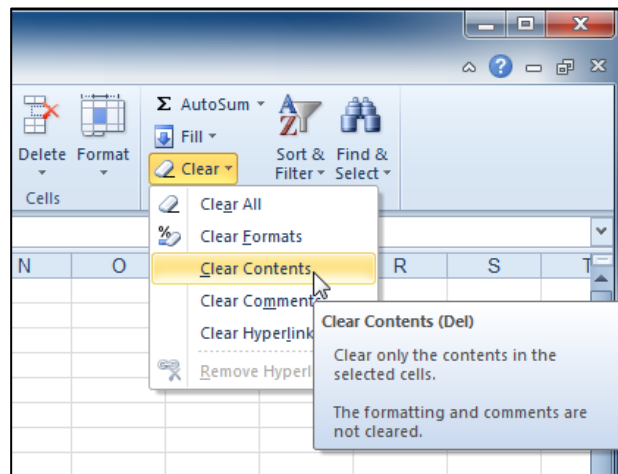 Σ AutoSum
Fill
Delete Format
Clear
Sort & Filter
Find & Select
Cells
Clear All
Clear Formats
Clear Contents
Clear Comments
Clear Hyperlink
Remove Hyperl
N O R S T
Clear Contents (Del)
Clear only the contents in the
selected cells.
The formatting and comments are
not cleared.